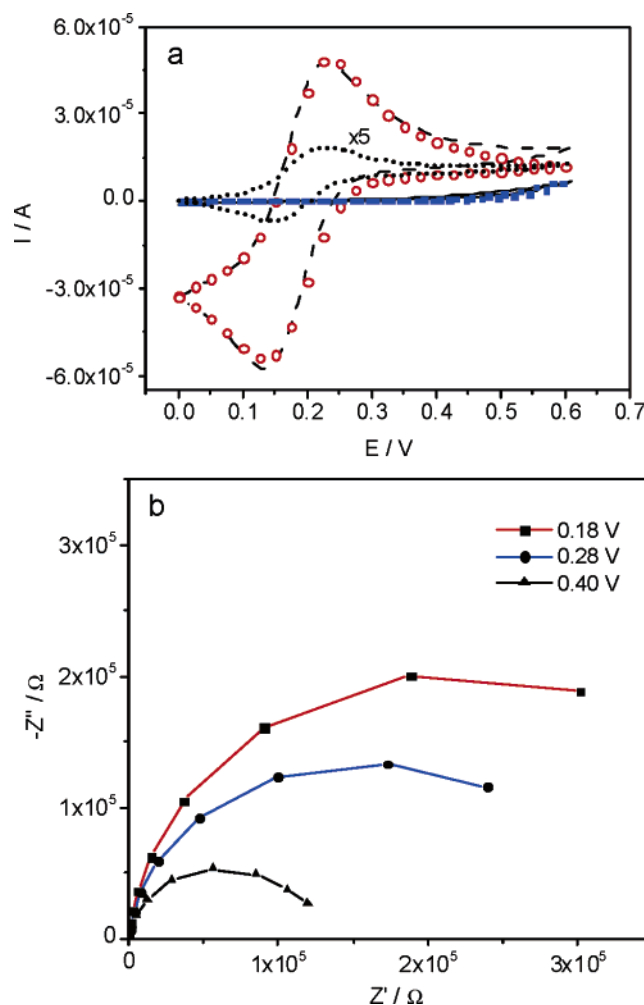 a
6.0x10⁻⁵
3.0x10⁻⁵
0.0
-3.0x10⁻⁵
-6.0x10⁻⁵
I / A
x5
0.0 0.1 0.2 0.3 0.4 0.5 0.6 0.7
E / V
b
0.18 V
0.28 V
0.40 V
3x10⁵
2x10⁵
1x10⁵
0
-Z'' / Ω
0 1x10⁵ 2x10⁵ 3x10⁵
Z' / Ω